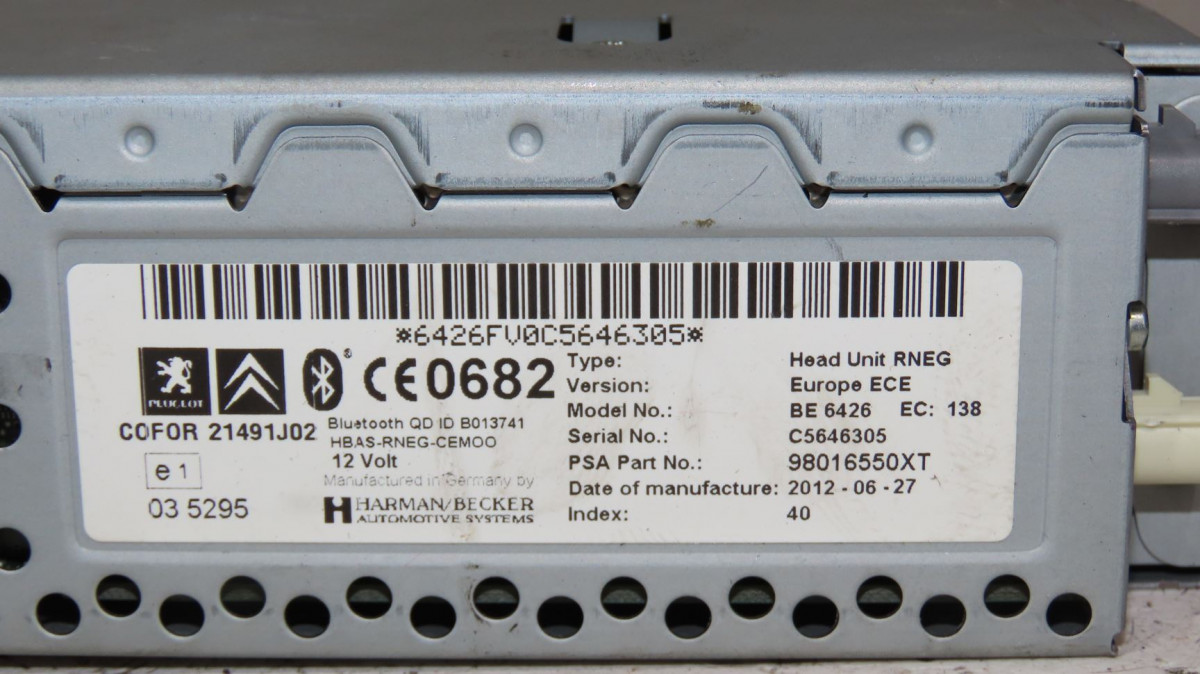 *6426FV0C5646305*
PEUGEOT
CE0682
COFOR 21491J02
Bluetooth QD ID B013741
HBAS-RNEG-CEMOO
12 Volt
e1
03 5295
Manufactured in Germany by
HARMAN/BECKER
AUTOMOTIVE SYSTEMS
Type: Head Unit RNEG
Version: Europe ECE
Model No.: BE 6426 EC: 138
Serial No.: C5646305
PSA Part No.: 98016550XT
Date of manufacture: 2012 - 06 - 27
Index: 40